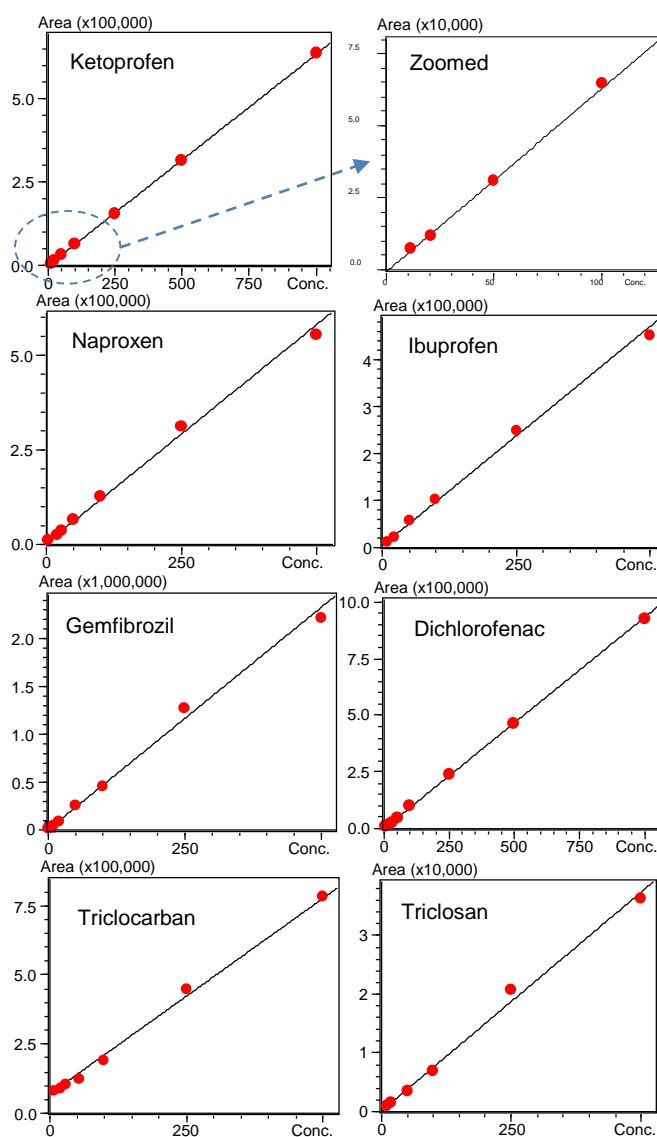 Area (x100,000)
Ketoprofen
5.0
2.5
0.0
0 250 500 750 Conc.
Area (x10,000)
Zoomed
7.5
5.0
2.5
0.0
0 50 100 Conc.
Area (x100,000)
Naproxen
5.0
2.5
0.0
0 250 Conc.
Area (x100,000)
Ibuprofen
4
3
2
1
0
0 250 Conc.
Area (x1,000,000)
Gemfibrozil
2.0
1.5
1.0
0.5
0
0 250 Conc.
Area (x100,000)
Dichlorofenac
10.0
7.5
5.0
2.5
0.0
0 250 500 750 Conc.
Area (x100,000)
Triclocarban
7.5
5.0
2.5
0.0
0 250 Conc.
Area (x10,000)
Triclosan
3
2
1
0
0 250 Conc.